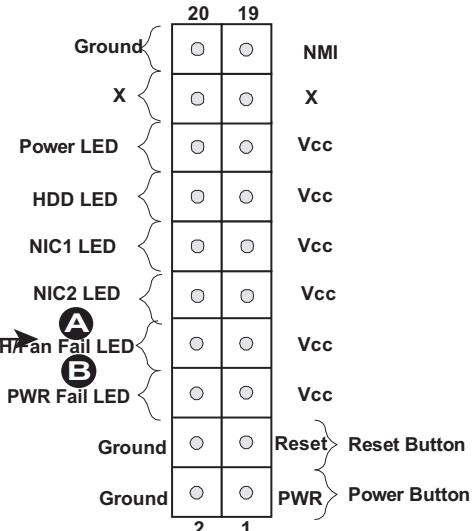 20 19
Ground NMI
X X
Power LED Vcc
HDD LED Vcc
NIC1 LED Vcc
NIC2 LED Vcc
A
H/Fan Fail LED Vcc
B
PWR Fail LED Vcc
Ground Reset Reset Button
Ground PWR Power Button
2 1